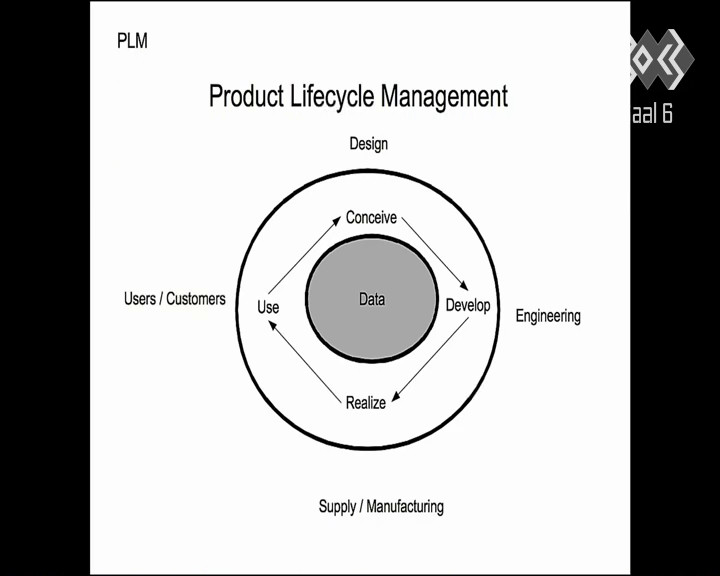 PLM
aal 6
Product Lifecycle Management
Design
Conceive
Users / Customers
Use
Data
Develop
Engineering
Realize
Supply / Manufacturing